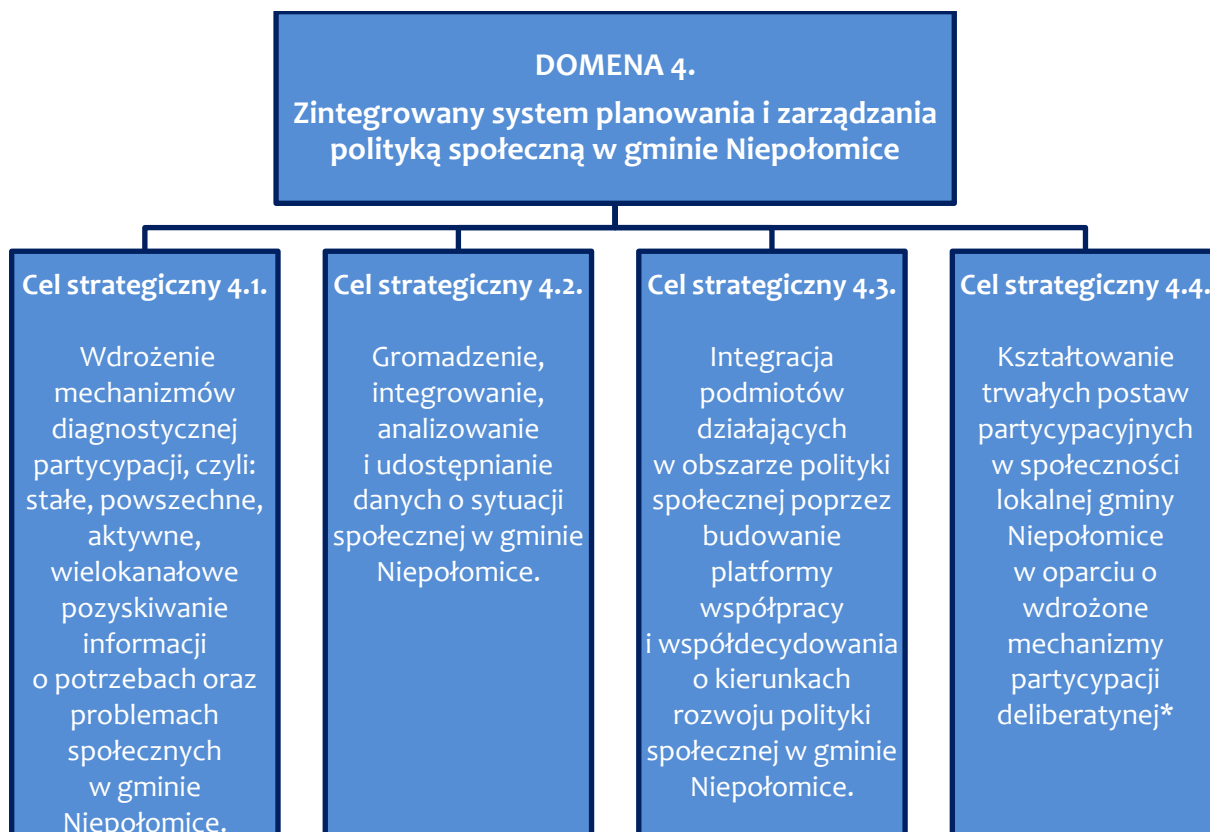 DOMENA 4.
Zintegrowany system planowania i zarządzania
polityką społeczną w gminie Niepołomice
Cel strategiczny 4.1.
Wdrożenie
mechanizmów
diagnostycznej
partycypacji, czyli:
stałe, powszechne,
aktywne,
wielokanałowe
pozyskiwanie
informacji
o potrzebach oraz
problemach
społecznych
w gminie
Niepołomice.
Cel strategiczny 4.2.
Gromadzenie,
integrowanie,
analizowanie
i udostępnianie
danych o sytuacji
społecznej w gminie
Niepołomice.
Cel strategiczny 4.3.
Integracja
podmiotów
działających
w obszarze polityki
społecznej poprzez
budowanie
platformy
współpracy
i współdecydowania
o kierunkach
rozwoju polityki
społecznej w gminie
Niepołomice.
Cel strategiczny 4.4.
Kształtowanie
trwałych postaw
partycypacyjnych
w społeczności
lokalnej gminy
Niepołomice
w oparciu o
wdrożone
mechanizmy
partycypacji
deliberatynej*